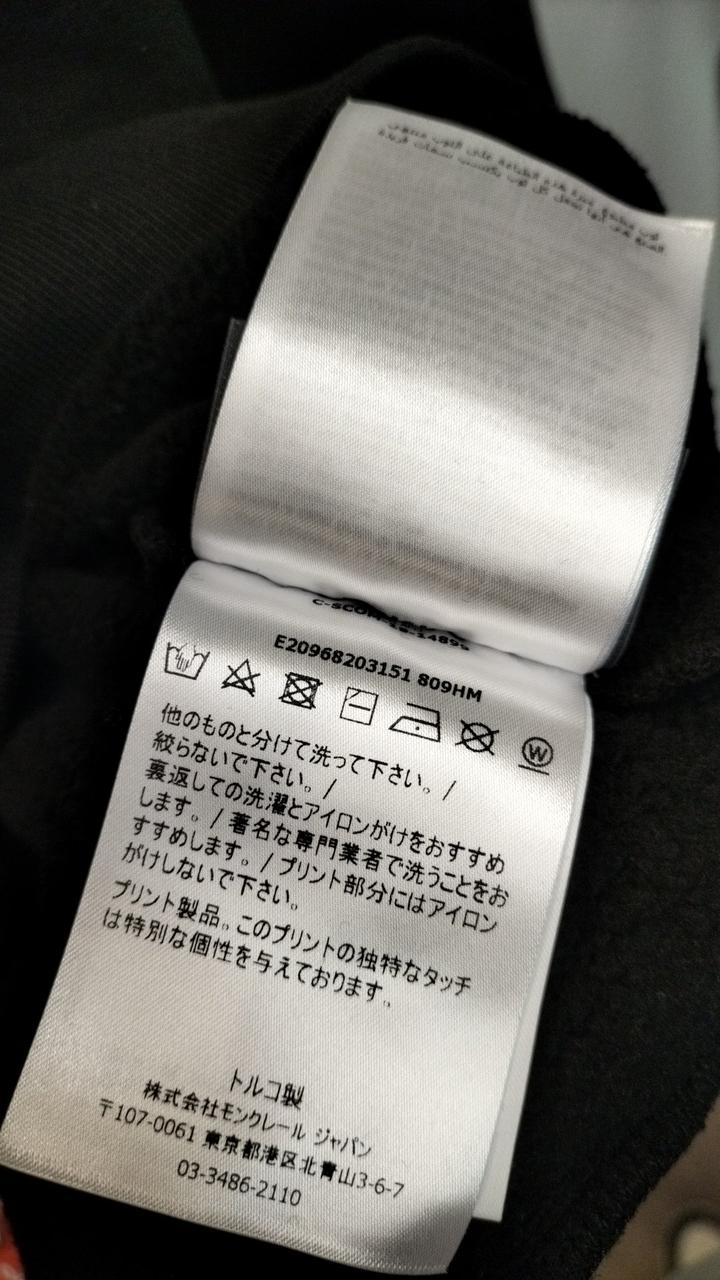 E20968203151 809HM
W
他のものと分けて洗って下さい。/
絞らないで下さい。/
裏返しての洗濯とアイロンがけをおすすめ
します。/ 著名な専門業者で洗うことをお
すすめします。/ プリント部分にはアイロン
がけしないで下さい。
プリント製品。このプリントの独特なタッチ
は特別な個性を与えております。
トルコ製
株式会社モンクレール ジャパン
〒107-0061 東京都港区北青山3-6-7
03-3486-2110